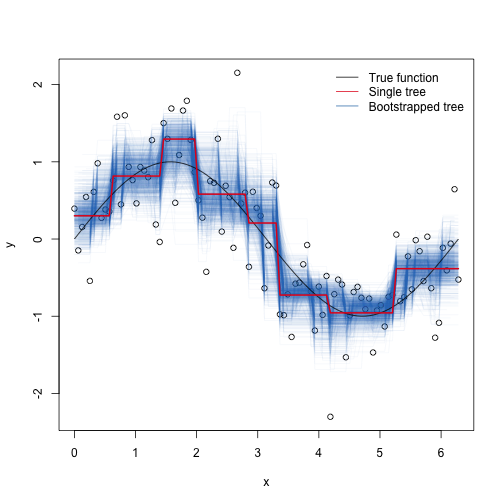 True function
Single tree
Bootstrapped tree
2
1
0
-1
-2
y
0 1 2 3 4 5 6
x